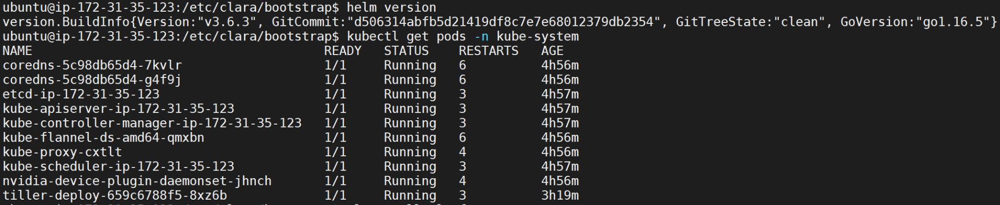 ubuntu@ip-172-31-35-123:/etc/clara/bootstrap$ helm version
version.BuildInfo{Version:"v3.6.3", GitCommit:"d506314abfb5d21419df8c7e7e68012379db2354", GitTreeState:"clean", GoVersion:"go1.16.5"}
ubuntu@ip-172-31-35-123:/etc/clara/bootstrap$ kubectl get pods -n kube-system
NAME READY STATUS RESTARTS AGE
coredns-5c98db65d4-7kvlr 1/1 Running 6 4h56m
coredns-5c98db65d4-g4f9j 1/1 Running 6 4h56m
etcd-ip-172-31-35-123 1/1 Running 3 4h57m
kube-apiserver-ip-172-31-35-123 1/1 Running 3 4h57m
kube-controller-manager-ip-172-31-35-123 1/1 Running 3 4h57m
kube-flannel-ds-amd64-qmxbn 1/1 Running 6 4h56m
kube-proxy-cxtlt 1/1 Running 4 4h56m
kube-scheduler-ip-172-31-35-123 1/1 Running 3 4h57m
nvidia-device-plugin-daemonset-jhnch 1/1 Running 4 4h56m
tiller-deploy-659c6788f5-8xz6b 1/1 Running 3 3h19m